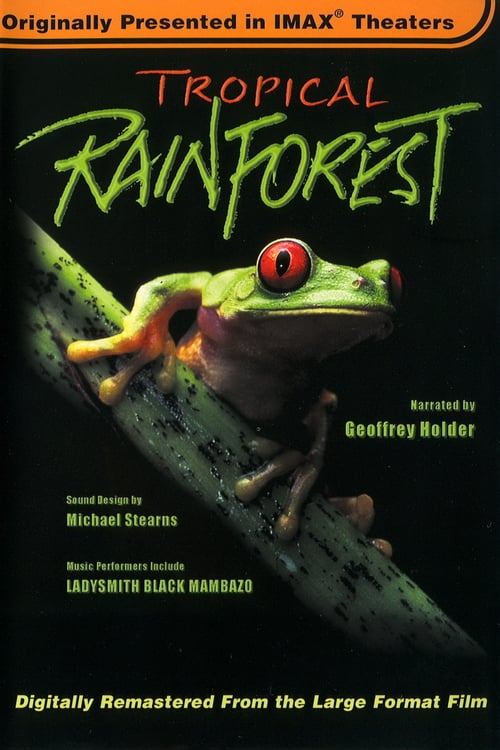 Originally Presented in IMAX® Theaters
TROPICAL
RAINFOREST
Narrated by
Geoffrey Holder
Sound Design by
Michael Stearns
Music Performers Include
LADYSMITH BLACK MAMBAZO
Digitally Remastered From the Large Format Film